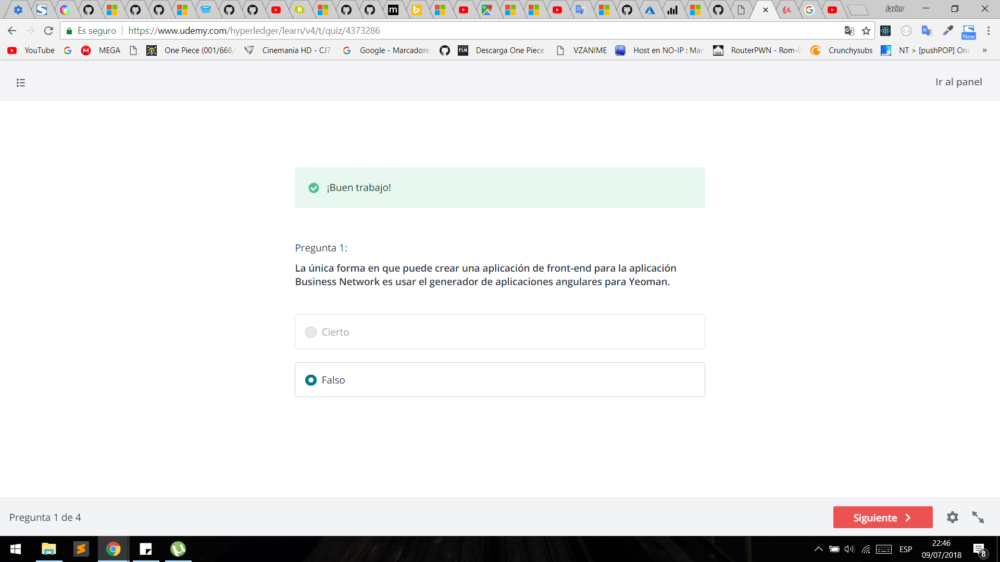 Javier
Es seguro
https://www.udemy.com/hyperledger/learn/v4/t/quiz/4373286
New
YouTube
MEGA
One Piece (001/668/
Cinemania HD - CJ7
Google - Marcadore
FLN
Descarga One Piece
VZANIME
Host en NO-IP : Man
RouterPWN - Rom-0
Crunchysubs
NT > [pushPOP] One
»
Ir al panel
¡Buen trabajo!
Pregunta 1:
La única forma en que puede crear una aplicación de front-end para la aplicación
Business Network es usar el generador de aplicaciones angulares para Yeoman.
Cierto
Falso
Pregunta 1 de 4
Siguiente
ESP
22:46
09/07/2018
8